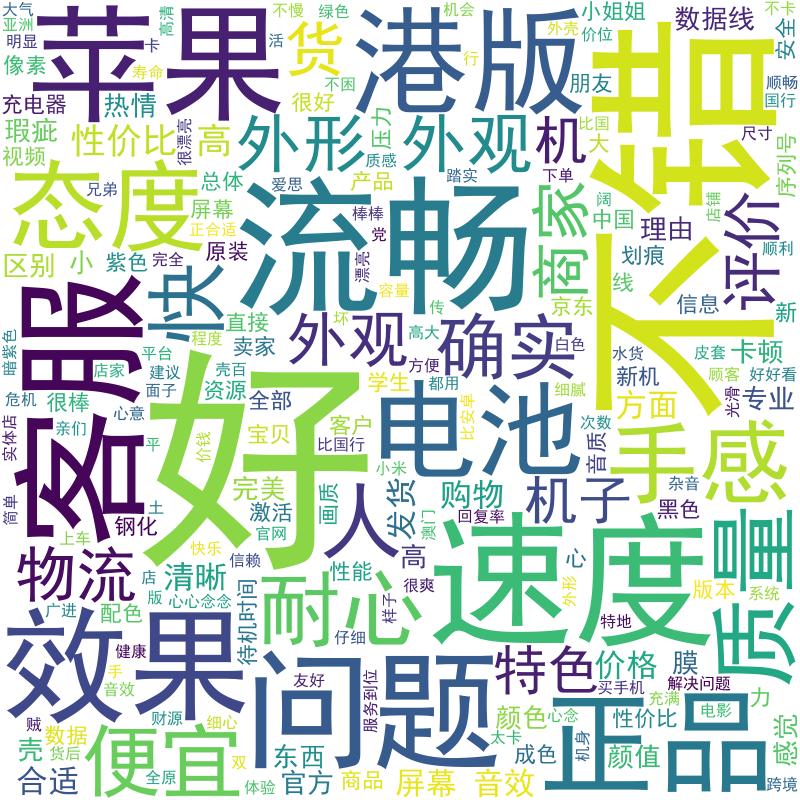 大气
亚洲
明显
像素
充电器
瑕疵
视频
苹果
高清
卡
寿命
热情
不慢
绿色
活
货
不困
很好
港版
机会
行
外壳
价位
小姐姐
朋友
数据线
不卡
安全
顺畅
国行
尺寸
序列号
不错
性价比
高
很漂亮
外形
质感
压力
外观
踏实
机
下单
比国
大
态度
兄弟
总体
屏幕
正合适
爱思
产品
棒棒
党
漂亮
流畅
商家
阔
中国
理由
店铺
评价
顺利
区别
小
紫色
完全
原装
容量
传
京东
划痕
线
信息
新
客服
快
程度
直接
卖家
坏
外观
高大
确实
方便
白色
水货
皮套
卡顿
新机
顾客
好好看
暗紫色
危机
实体店
店家
平台
建议
面子
很棒
心意
亲们
壳百
资源
全部
学生
都用
比安卓
细腻
方面
光滑
专业
好
价钱
宝贝
客户
比国行
电池
音质
次数
手感
平
简单
钢化
土
上车
完美
激活
官网
画质
小米
发货
购物
澳门
回复率
机子
杂音
黑色
物流
店
版
快乐
清晰
信赖
人
性能
高
很爽
速度
心
外形
版本
系统
质量
广进
配色
心心念念
待机时间
耐心
样子
仔细
特地
效果
健康
手
音效
问题
友好
服务到位
特色
价格
买手机
膜
解决问题
充满
力
贼
财源
细心
颜色
心念
太卡
性价比
电影
正品
感觉
壳
数据
货后
便宜
双
东西
成色
机身
颜值
合适
全原
体验
官方
商品
屏幕
音效
跨境